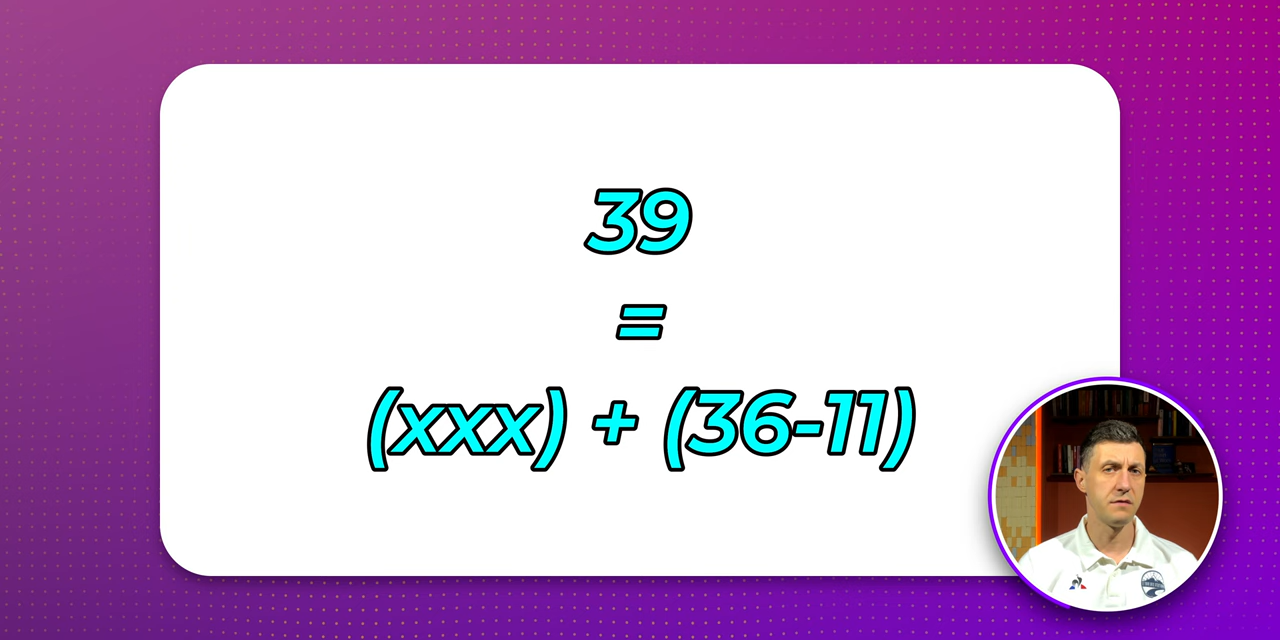 39
=
(xxx) + (36-11)